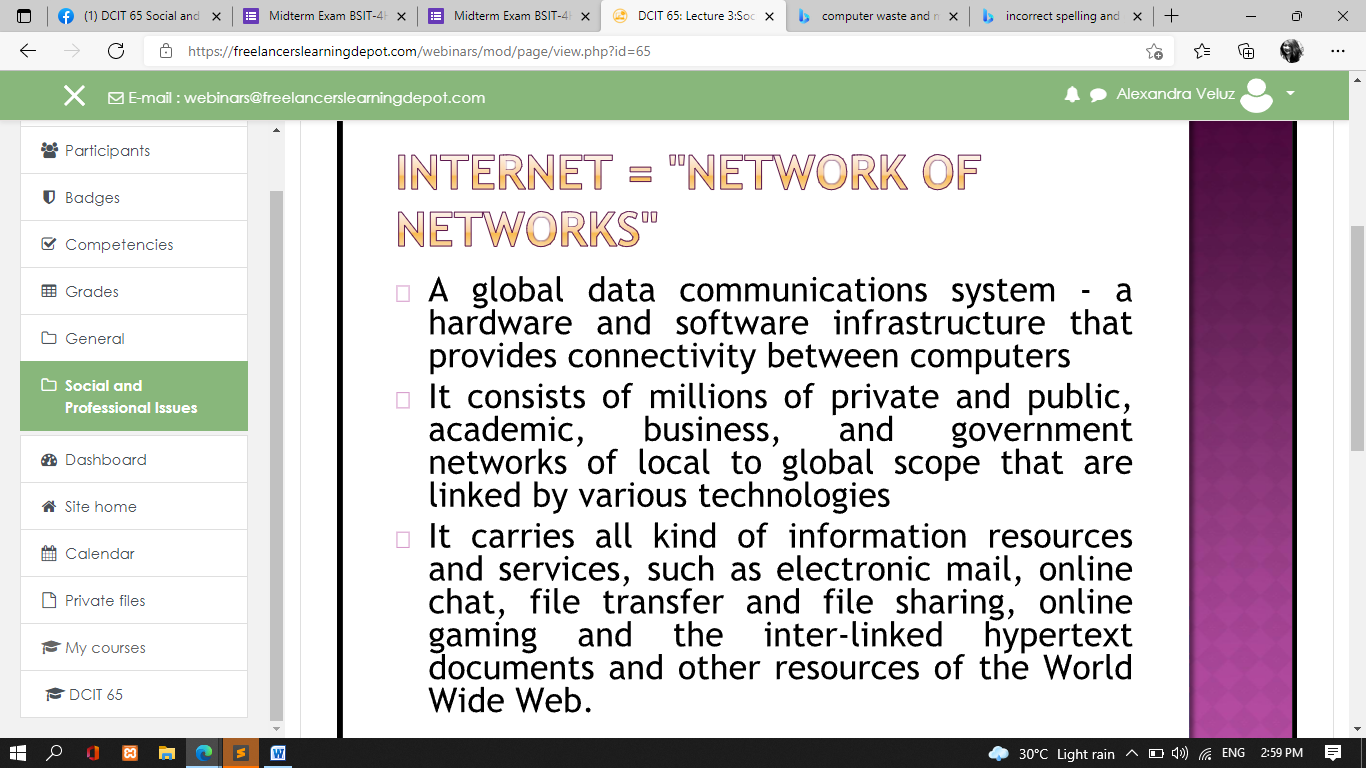 (1) DCIT 65 Social and
Midterm Exam BSIT-4
Midterm Exam BSIT-4
DCIT 65: Lecture 3:Soc
computer waste and
incorrect spelling and
https://freelancerslearningdepot.com/webinars/mod/page/view.php?id=65
E-mail : webinars@freelancerslearningdepot.com
Alexandra Veluz
Participants
Badges
Competencies
Grades
General
Social and
Professional Issues
Dashboard
Site home
Calendar
Private files
My courses
DCIT 65
INTERNET = "NETWORK OF
NETWORKS"
A global data communications system - a
hardware and software infrastructure that
provides connectivity between computers
It consists of millions of private and public,
academic, business, and government
networks of local to global scope that are
linked by various technologies
It carries all kind of information resources
and services, such as electronic mail, online
chat, file transfer and file sharing, online
gaming and the inter-linked hypertext
documents and other resources of the World
Wide Web.
30°C Light rain
ENG
2:59 PM